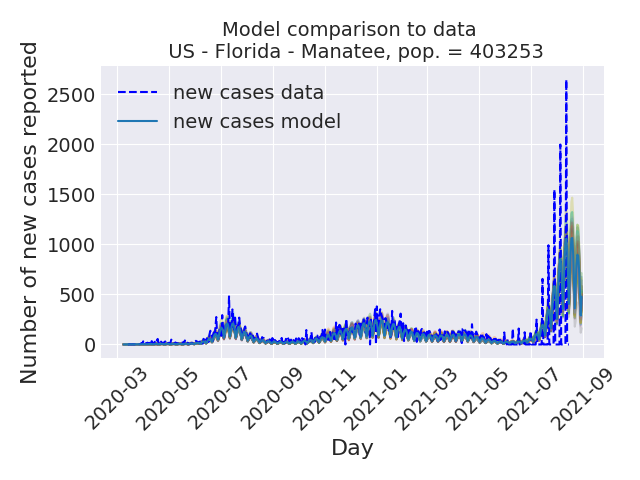 Model comparison to data
US - Florida - Manatee, pop. = 403253
Number of new cases reported
2500
2000
1500
1000
500
0
new cases data
new cases model
2020-03
2020-05
2020-07
2020-09
2020-11
2021-01
2021-03
2021-05
2021-07
2021-09
Day